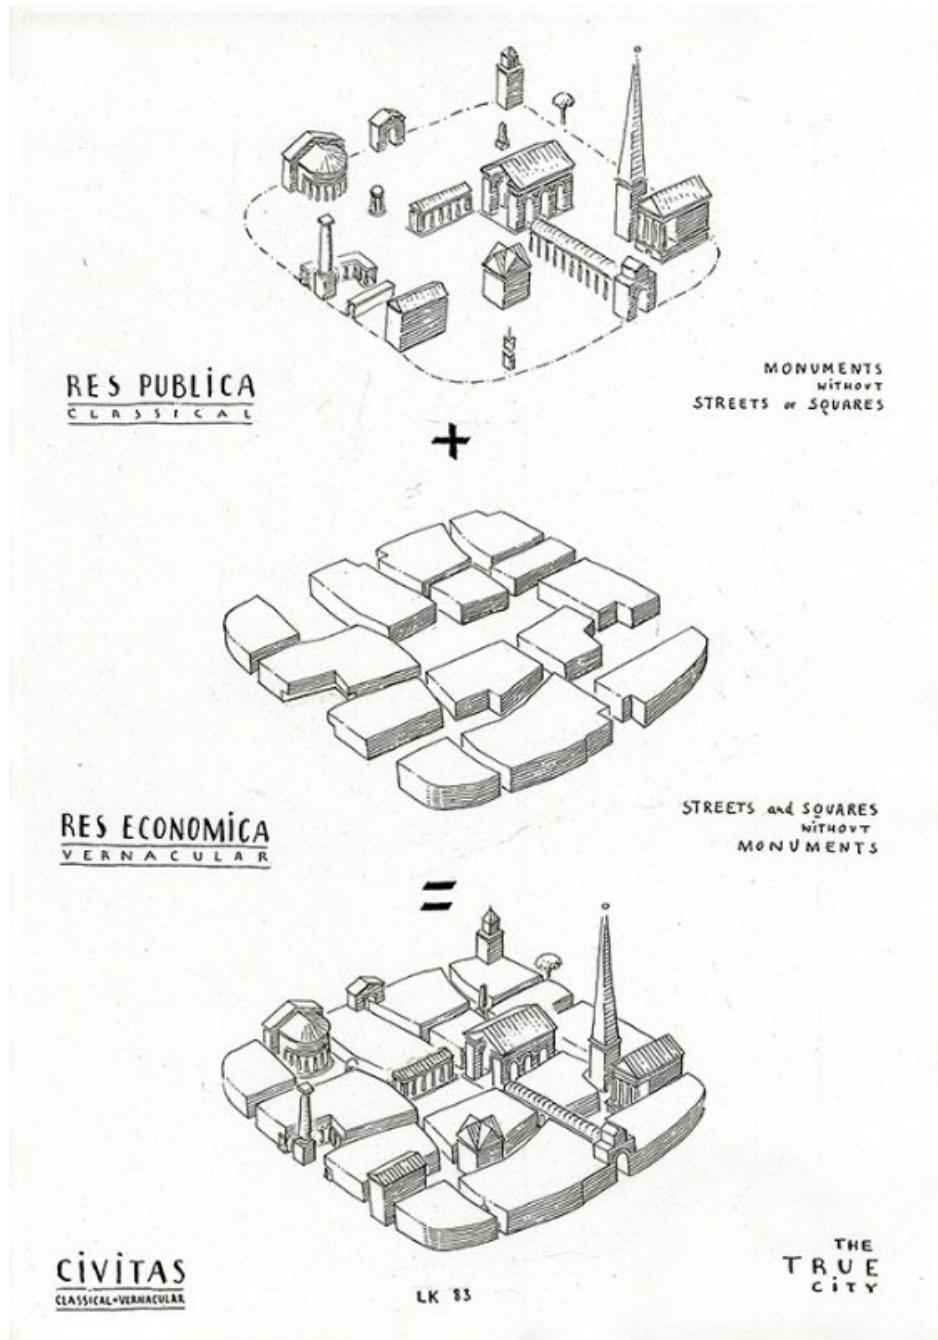 RES PUBLICA
CLASSICAL
MONUMENTS
WITHOUT
STREETS or SQUARES
+
RES ECONOMICA
VERNACULAR
STREETS and SQUARES
WITHOUT
MONUMENTS
=
CIVITAS
CLASSICAL+VERNACULAR
LK 83
THE
TRUE
CITY